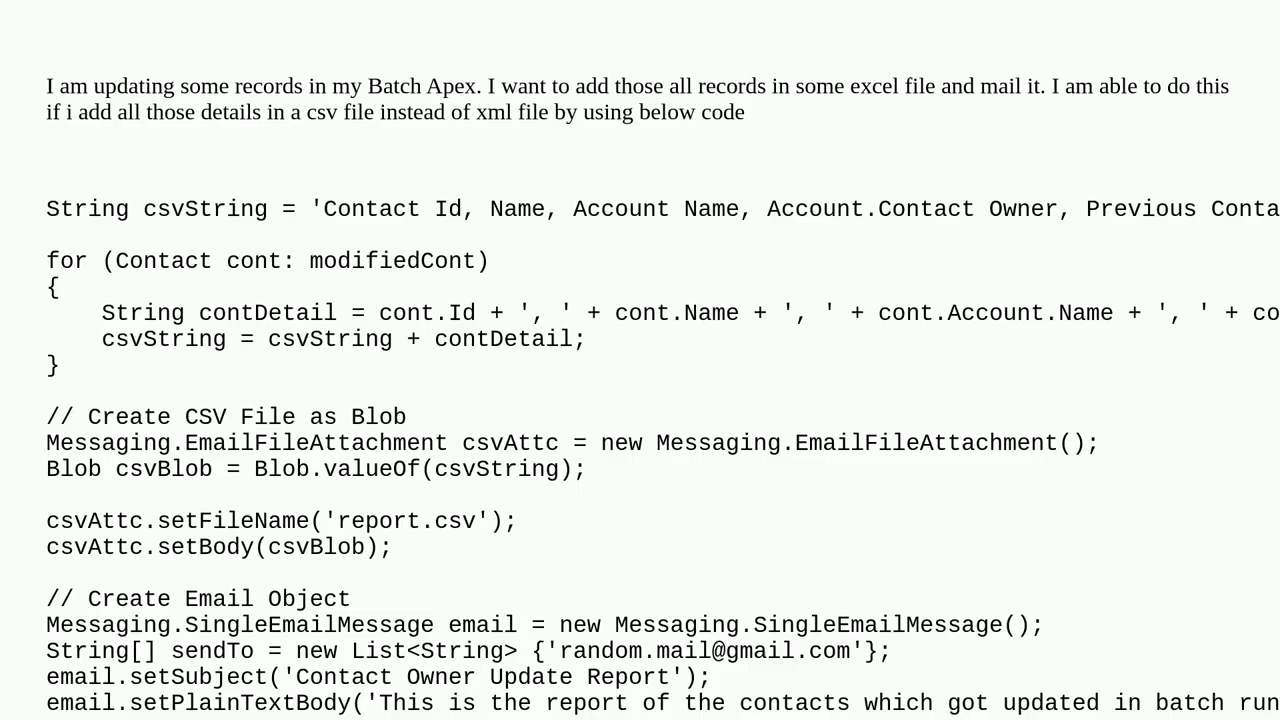 I am updating some records in my Batch Apex. I want to add those all records in some excel file and mail it. I am able to do this
if i add all those details in a csv file instead of xml file by using below code
String csvString = 'Contact Id, Name, Account Name, Account.Contact Owner, Previous Conta
for (Contact cont: modifiedCont)
{
    String contDetail = cont.Id + ', ' + cont.Name + ', ' + cont.Account.Name + ', ' + co
    csvString = csvString + contDetail;
}
// Create CSV File as Blob
Messaging.EmailFileAttachment csvAttc = new Messaging.EmailFileAttachment();
Blob csvBlob = Blob.valueOf(csvString);
csvAttc.setFileName('report.csv');
csvAttc.setBody(csvBlob);
// Create Email Object
Messaging.SingleEmailMessage email = new Messaging.SingleEmailMessage();
String[] sendTo = new List<String> {'random.mail@gmail.com'};
email.setSubject('Contact Owner Update Report');
email.setPlainTextBody('This is the report of the contacts which got updated in batch run